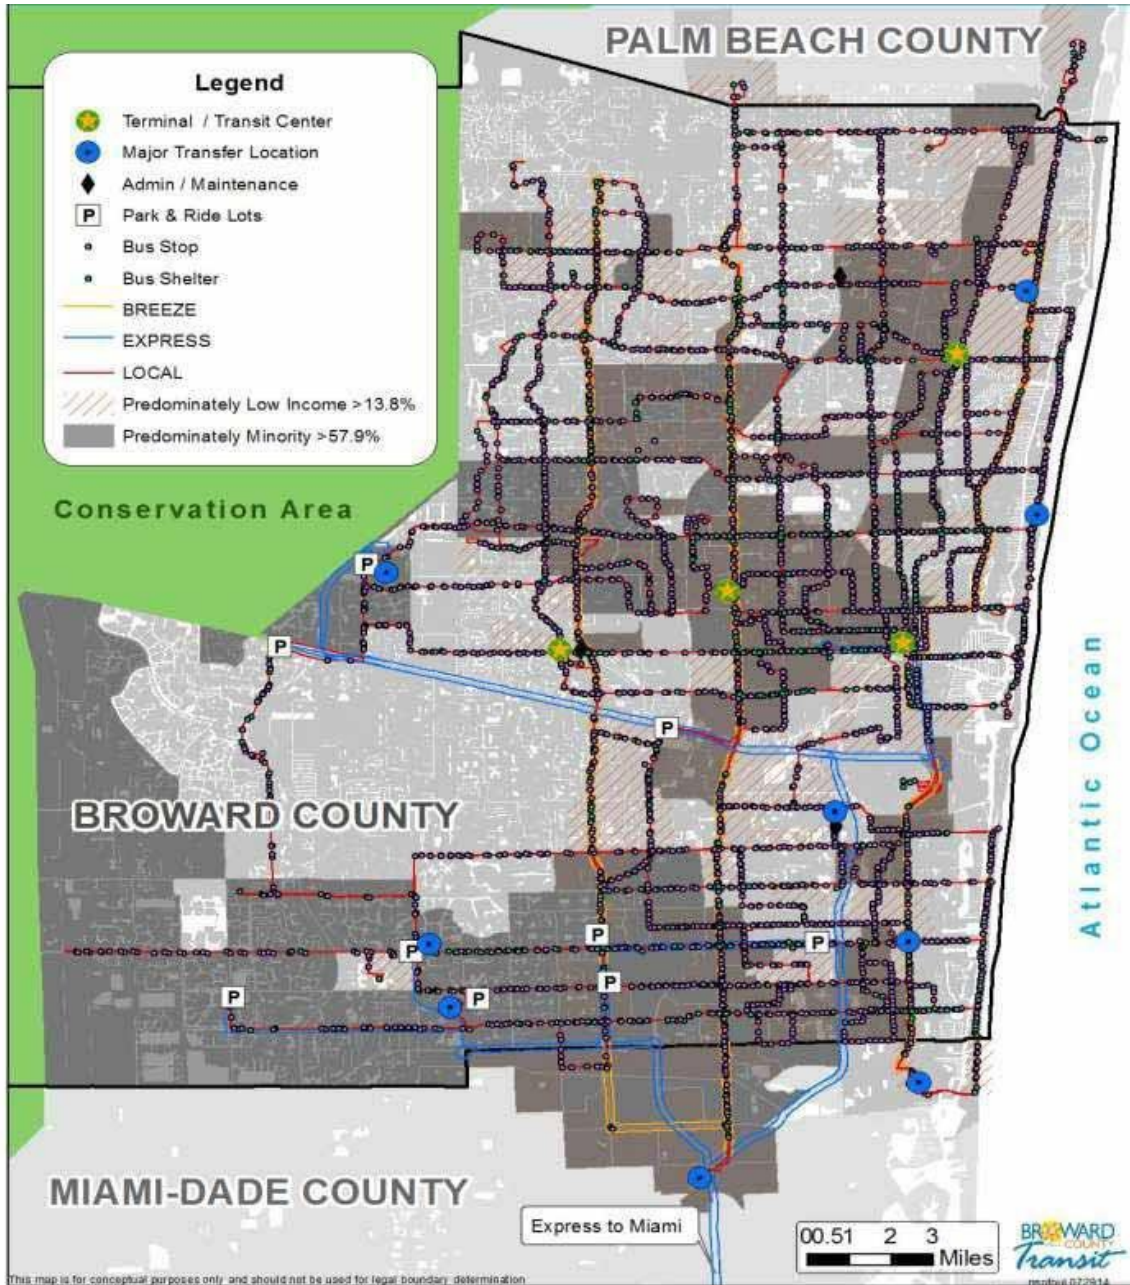 PALM BEACH COUNTY
Legend
Terminal / Transit Center
Major Transfer Location
Admin / Maintenance
P Park & Ride Lots
Bus Stop
Bus Shelter
BREEZE
EXPRESS
LOCAL
Predominately Low Income >13.8%
Predominately Minority >57.9%
Conservation Area
P
P
P
Atlantic Ocean
BROWARD COUNTY
P
P
P
P
P
P
MIAMI-DADE COUNTY
Express to Miami
00.51 2 3
Miles
BROWARD
COUNTY
Transit
This map is for conceptual purposes only and should not be used for legal boundary determination